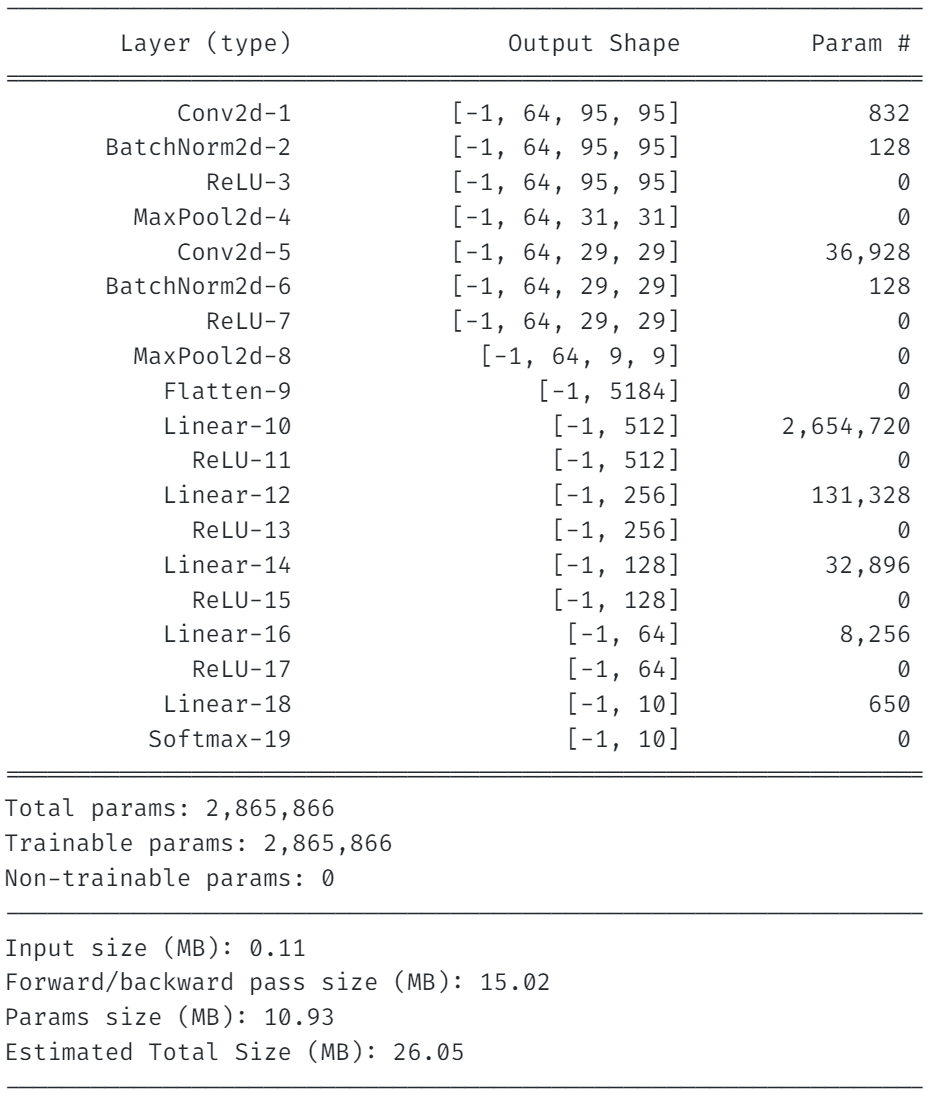 Layer (type) Output Shape Param #
Conv2d-1 [-1, 64, 95, 95] 832
BatchNorm2d-2 [-1, 64, 95, 95] 128
ReLU-3 [-1, 64, 95, 95] 0
MaxPool2d-4 [-1, 64, 31, 31] 0
Conv2d-5 [-1, 64, 29, 29] 36,928
BatchNorm2d-6 [-1, 64, 29, 29] 128
ReLU-7 [-1, 64, 29, 29] 0
MaxPool2d-8 [-1, 64, 9, 9] 0
Flatten-9 [-1, 5184] 0
Linear-10 [-1, 512] 2,654,720
ReLU-11 [-1, 512] 0
Linear-12 [-1, 256] 131,328
ReLU-13 [-1, 256] 0
Linear-14 [-1, 128] 32,896
ReLU-15 [-1, 128] 0
Linear-16 [-1, 64] 8,256
ReLU-17 [-1, 64] 0
Linear-18 [-1, 10] 650
Softmax-19 [-1, 10] 0
Total params: 2,865,866
Trainable params: 2,865,866
Non-trainable params: 0
Input size (MB): 0.11
Forward/backward pass size (MB): 15.02
Params size (MB): 10.93
Estimated Total Size (MB): 26.05